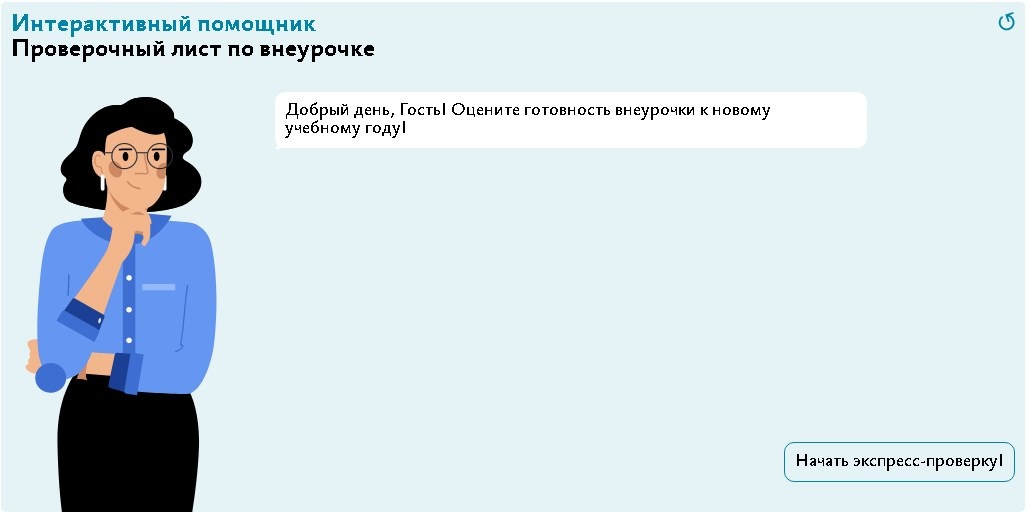 Интерактивный помощник
Проверочный лист по внеурочке
Добрый день, Гость! Оцените готовность внеурочки к новому
учебному году!
Начать экспресс-проверку!